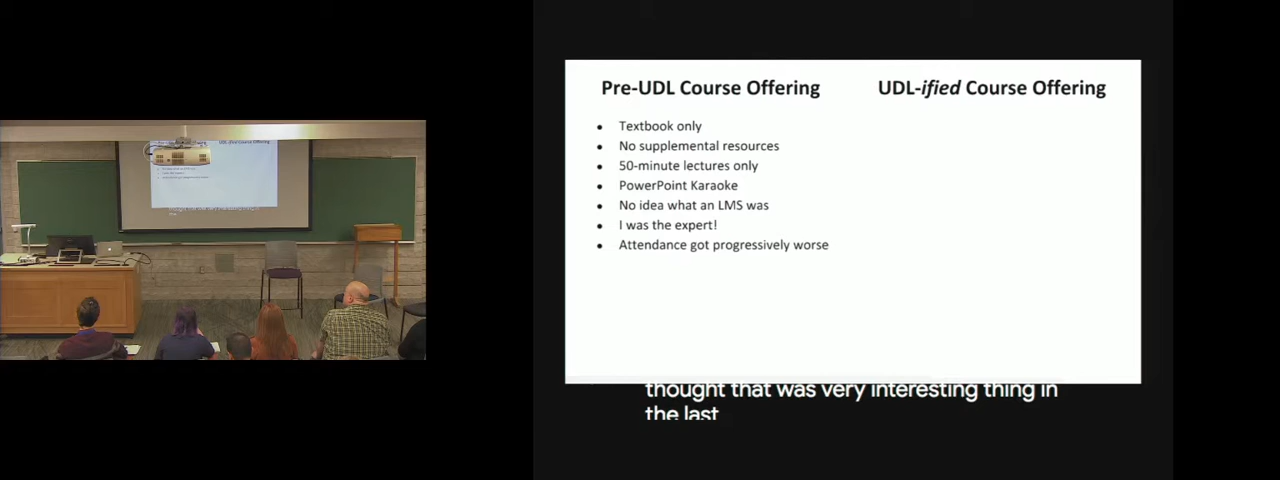 Pre-UDL Course Offering
UDL-ified Course Offering
• Textbook only
• No supplemental resources
• 50-minute lectures only
• PowerPoint Karaoke
• No idea what an LMS was
• I was the expert!
• Attendance got progressively worse
thought that was very interesting thing in
the last